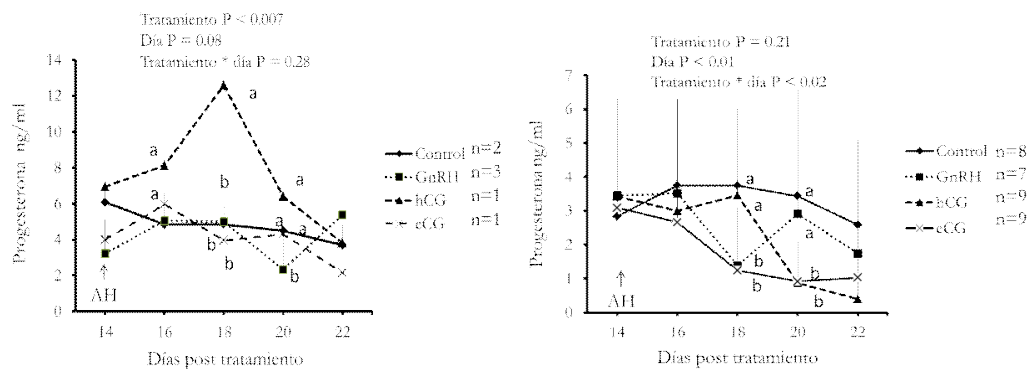 Tratamiento P < 0.007
Día P = 0.08
Tratamiento * día P = 0.28
14
12
10
8
6
4
2
0
Progesterona ng/ml
a
a
b
a
a
a
a
b
b
b
AH
14 16 18 20 22
Días post tratamiento
Control n=2
GnRH n=3
hCG n=1
eCG n=1
Tratamiento P = 0.21
Día P < 0.01
Tratamiento * día P < 0.02
7
6
5
4
3
2
1
0
Progesterona ng/ml
a
a
a
b
b
b
b
AH
14 16 18 20 22
Días post tratamiento
Control n=8
GnRH n=7
hCG n=9
eCG n=9